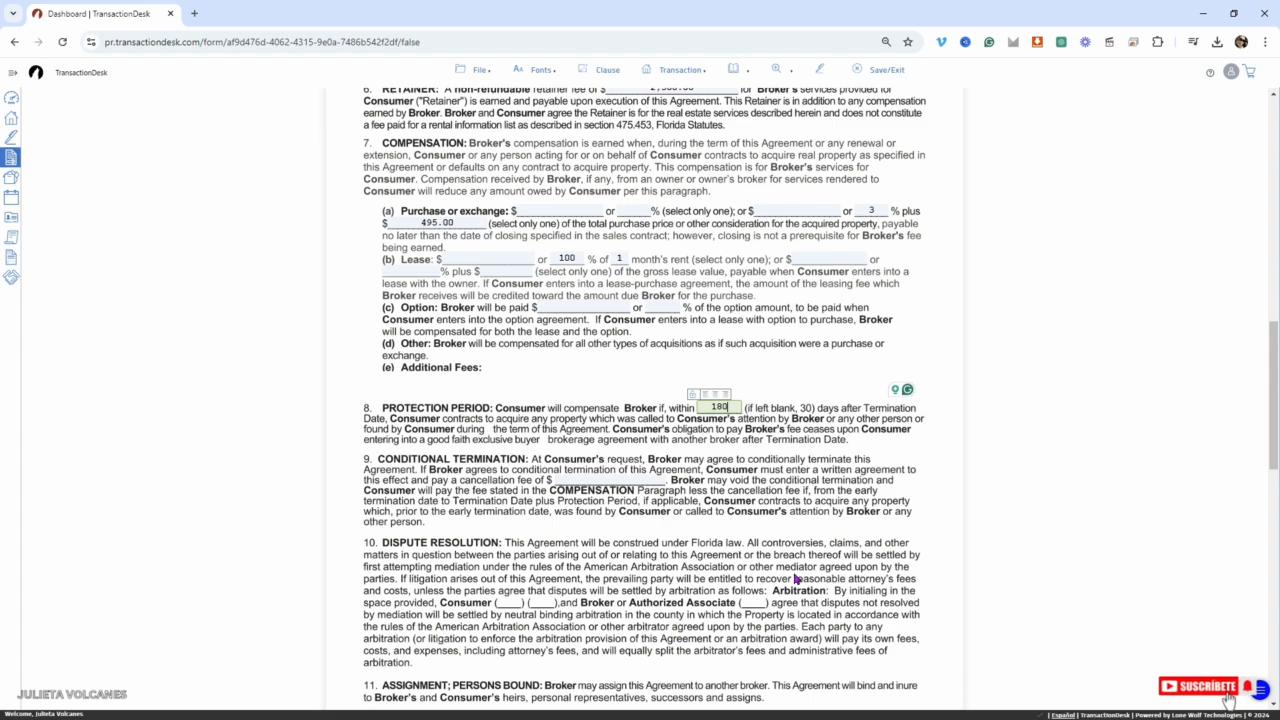 Dashboard | TransactionDesk
pr.transactiondesk.com/form/af9d476d-4062-4315-9e0a-7486b542f2df/false
TransactionDesk
File
Fonts
Clause
Transaction
Save/Exit
6. RETAINER: A non-refundable retainer fee of $ for Broker's services provided for
Consumer ("Retainer") is earned and payable upon execution of this Agreement. This Retainer is in addition to any compensation
earned by Broker. Broker and Consumer agree the Retainer is for the real estate services described herein and does not constitute
a fee paid for a rental information list as described in section 475.453, Florida Statutes.
7. COMPENSATION: Broker's compensation is earned when, during the term of this Agreement or any renewal or
extension, Consumer or any person acting for or on behalf of Consumer contracts to acquire real property as specified in
this Agreement or defaults on any contract to acquire property. This compensation is for Broker's services for
Consumer. Compensation received by Broker, if any, from an owner or owner's broker for services rendered to
Consumer will reduce any amount owed by Consumer per this paragraph.
(a) Purchase or exchange: $ or % (select only one); or $ or 3 % plus
$ 495.00 (select only one) of the total purchase price or other consideration for the acquired property, payable
no later than the date of closing specified in the sales contract; however, closing is not a prerequisite for Broker's fee
being earned.
(b) Lease: $ or 100 % of 1 month's rent (select only one); or $ or
% plus $ (select only one) of the gross lease value, payable when Consumer enters into a
lease with the owner. If Consumer enters into a lease-purchase agreement, the amount of the leasing fee which
Broker receives will be credited toward the amount due Broker for the purchase.
(c) Option: Broker will be paid $ or % of the option amount, to be paid when
Consumer enters into the option agreement. If Consumer enters into a lease with option to purchase, Broker
will be compensated for both the lease and the option.
(d) Other: Broker will be compensated for all other types of acquisitions as if such acquisition were a purchase or
exchange.
(e) Additional Fees:
8. PROTECTION PERIOD: Consumer will compensate Broker if, within 180 (if left blank, 30) days after Termination
Date, Consumer contracts to acquire any property which was called to Consumer's attention by Broker or any other person or
found by Consumer during the term of this Agreement. Consumer's obligation to pay Broker's fee ceases upon Consumer
entering into a good faith exclusive buyer brokerage agreement with another broker after Termination Date.
9. CONDITIONAL TERMINATION: At Consumer's request, Broker may agree to conditionally terminate this
Agreement. If Broker agrees to conditional termination of this Agreement, Consumer must enter a written agreement to
this effect and pay a cancellation fee of $ . Broker may void the conditional termination and
Consumer will pay the fee stated in the COMPENSATION Paragraph less the cancellation fee if, from the early
termination date to Termination Date plus Protection Period, if applicable, Consumer contracts to acquire any property
which, prior to the early termination date, was found by Consumer or called to Consumer's attention by Broker or any
other person.
10. DISPUTE RESOLUTION: This Agreement will be construed under Florida law. All controversies, claims, and other
matters in question between the parties arising out of or relating to this Agreement or the breach thereof will be settled by
first attempting mediation under the rules of the American Arbitration Association or other mediator agreed upon by the
parties. If litigation arises out of this Agreement, the prevailing party will be entitled to recover reasonable attorney's fees
and costs, unless the parties agree that disputes will be settled by arbitration as follows: Arbitration: By initialing in the
space provided, Consumer (____) (____),and Broker or Authorized Associate (____) agree that disputes not resolved
by mediation will be settled by neutral binding arbitration in the county in which the Property is located in accordance with
the rules of the American Arbitration Association or other arbitrator agreed upon by the parties. Each party to any
arbitration (or litigation to enforce the arbitration provision of this Agreement or an arbitration award) will pay its own fees,
costs, and expenses, including attorney's fees, and will equally split the arbitrator's fees and administrative fees of
arbitration.
11. ASSIGNMENT; PERSONS BOUND: Broker may assign this Agreement to another broker. This Agreement will bind and inure
to Broker's and Consumer's heirs, personal representatives, successors and assigns.
JULIETA VOLCANES
SUSCRÍBETE
Welcome, Julieta Volcanes
| Español | TransactionDesk | Powered by Lone Wolf Technologies | © 2024